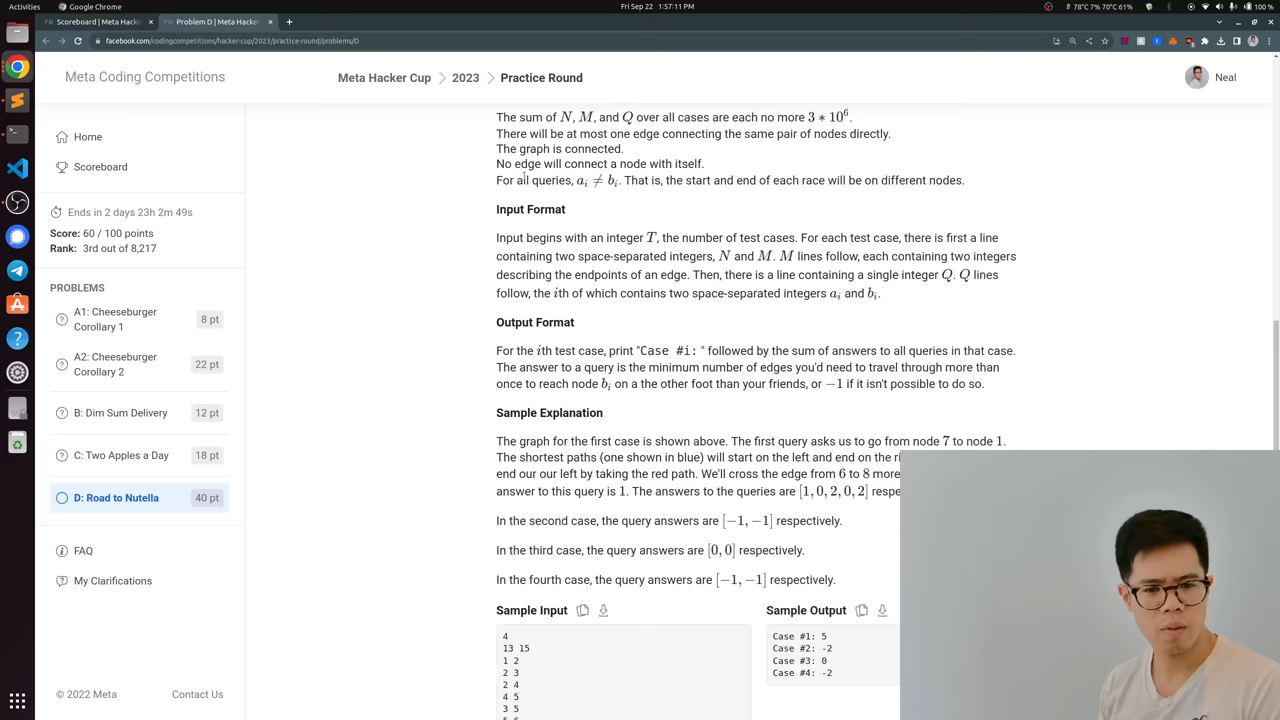 Activities
Google Chrome
Fri Sep 22 1:57:11 PM
78°C 7% 70°C 61%
100 %
Scoreboard | Meta Hacker
Problem D | Meta Hacker
facebook.com/codingcompetitions/hacker-cup/2023/practice-round/problems/D
Meta Coding Competitions
Meta Hacker Cup
2023
Practice Round
Neal
Home
Scoreboard
Ends in 2 days 23h 2m 49s
Score: 60 / 100 points
Rank: 3rd out of 8,217
PROBLEMS
A1: Cheeseburger
Corollary 1
8 pt
A2: Cheeseburger
Corollary 2
22 pt
B: Dim Sum Delivery
12 pt
C: Two Apples a Day
18 pt
D: Road to Nutella
40 pt
FAQ
My Clarifications
© 2022 Meta
Contact Us
The sum of N, M, and Q over all cases are each no more 3 * 10^6.
There will be at most one edge connecting the same pair of nodes directly.
The graph is connected.
No edge will connect a node with itself.
For all queries, a_i ≠ b_i. That is, the start and end of each race will be on different nodes.
Input Format
Input begins with an integer T, the number of test cases. For each test case, there is first a line
containing two space-separated integers, N and M. M lines follow, each containing two integers
describing the endpoints of an edge. Then, there is a line containing a single integer Q. Q lines
follow, the ith of which contains two space-separated integers a_i and b_i.
Output Format
For the ith test case, print "Case #i: " followed by the sum of answers to all queries in that case.
The answer to a query is the minimum number of edges you'd need to travel through more than
once to reach node b_i on a the other foot than your friends, or −1 if it isn't possible to do so.
Sample Explanation
The graph for the first case is shown above. The first query asks us to go from node 7 to node 1.
The shortest paths (one shown in blue) will start on the left and end on the ri
end our our left by taking the red path. We'll cross the edge from 6 to 8 more
answer to this query is 1. The answers to the queries are [1, 0, 2, 0, 2] respe
In the second case, the query answers are [−1, −1] respectively.
In the third case, the query answers are [0, 0] respectively.
In the fourth case, the query answers are [−1, −1] respectively.
Sample Input
4
13 15
1 2
2 3
2 4
4 5
3 5
5 6
Sample Output
Case #1: 5
Case #2: -2
Case #3: 0
Case #4: -2